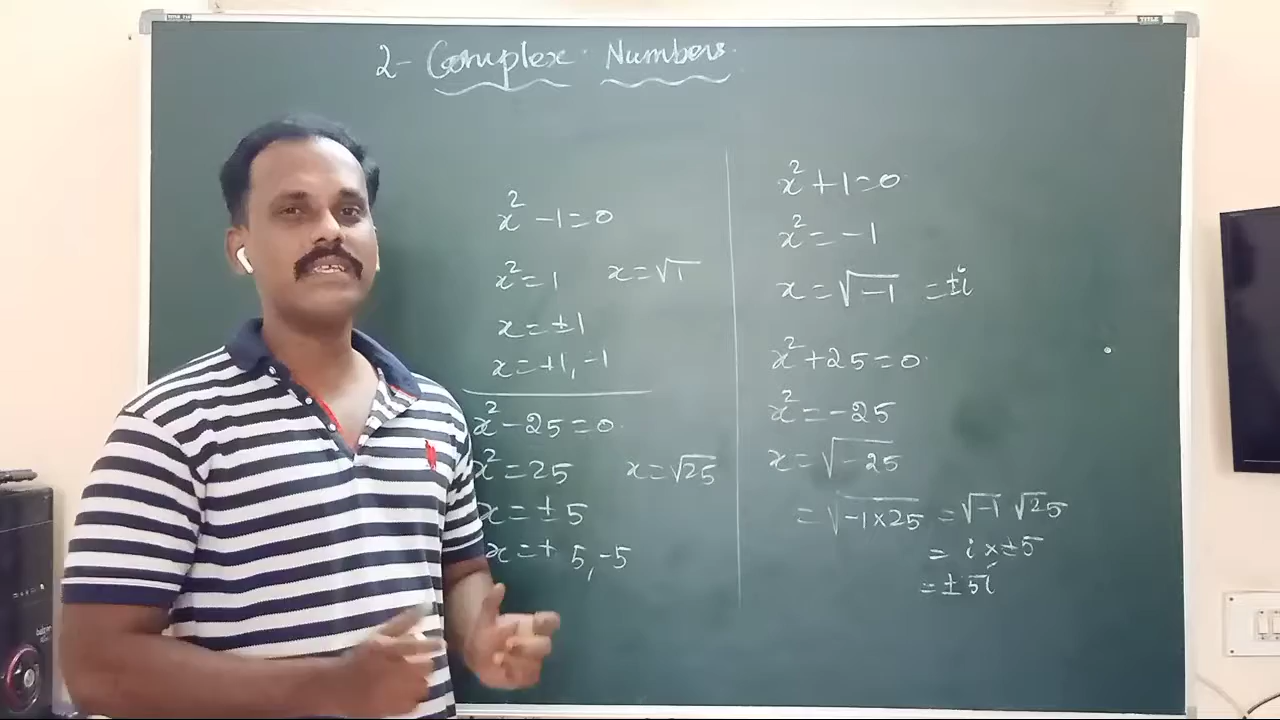 2- Complex Numbers.
x² - 1 = 0
x² = 1 x = √1
x = ±1
x = +1, -1
x² - 25 = 0.
x² = 25 x = √25
x = ± 5
x = + 5, -5
x² + 1 = 0
x² = -1
x = √-1 = ±i
x² + 25 = 0.
x² = -25
x = √-25
= √-1×25 = √-1 √25
= i × ±5
= ±5i
TITLE